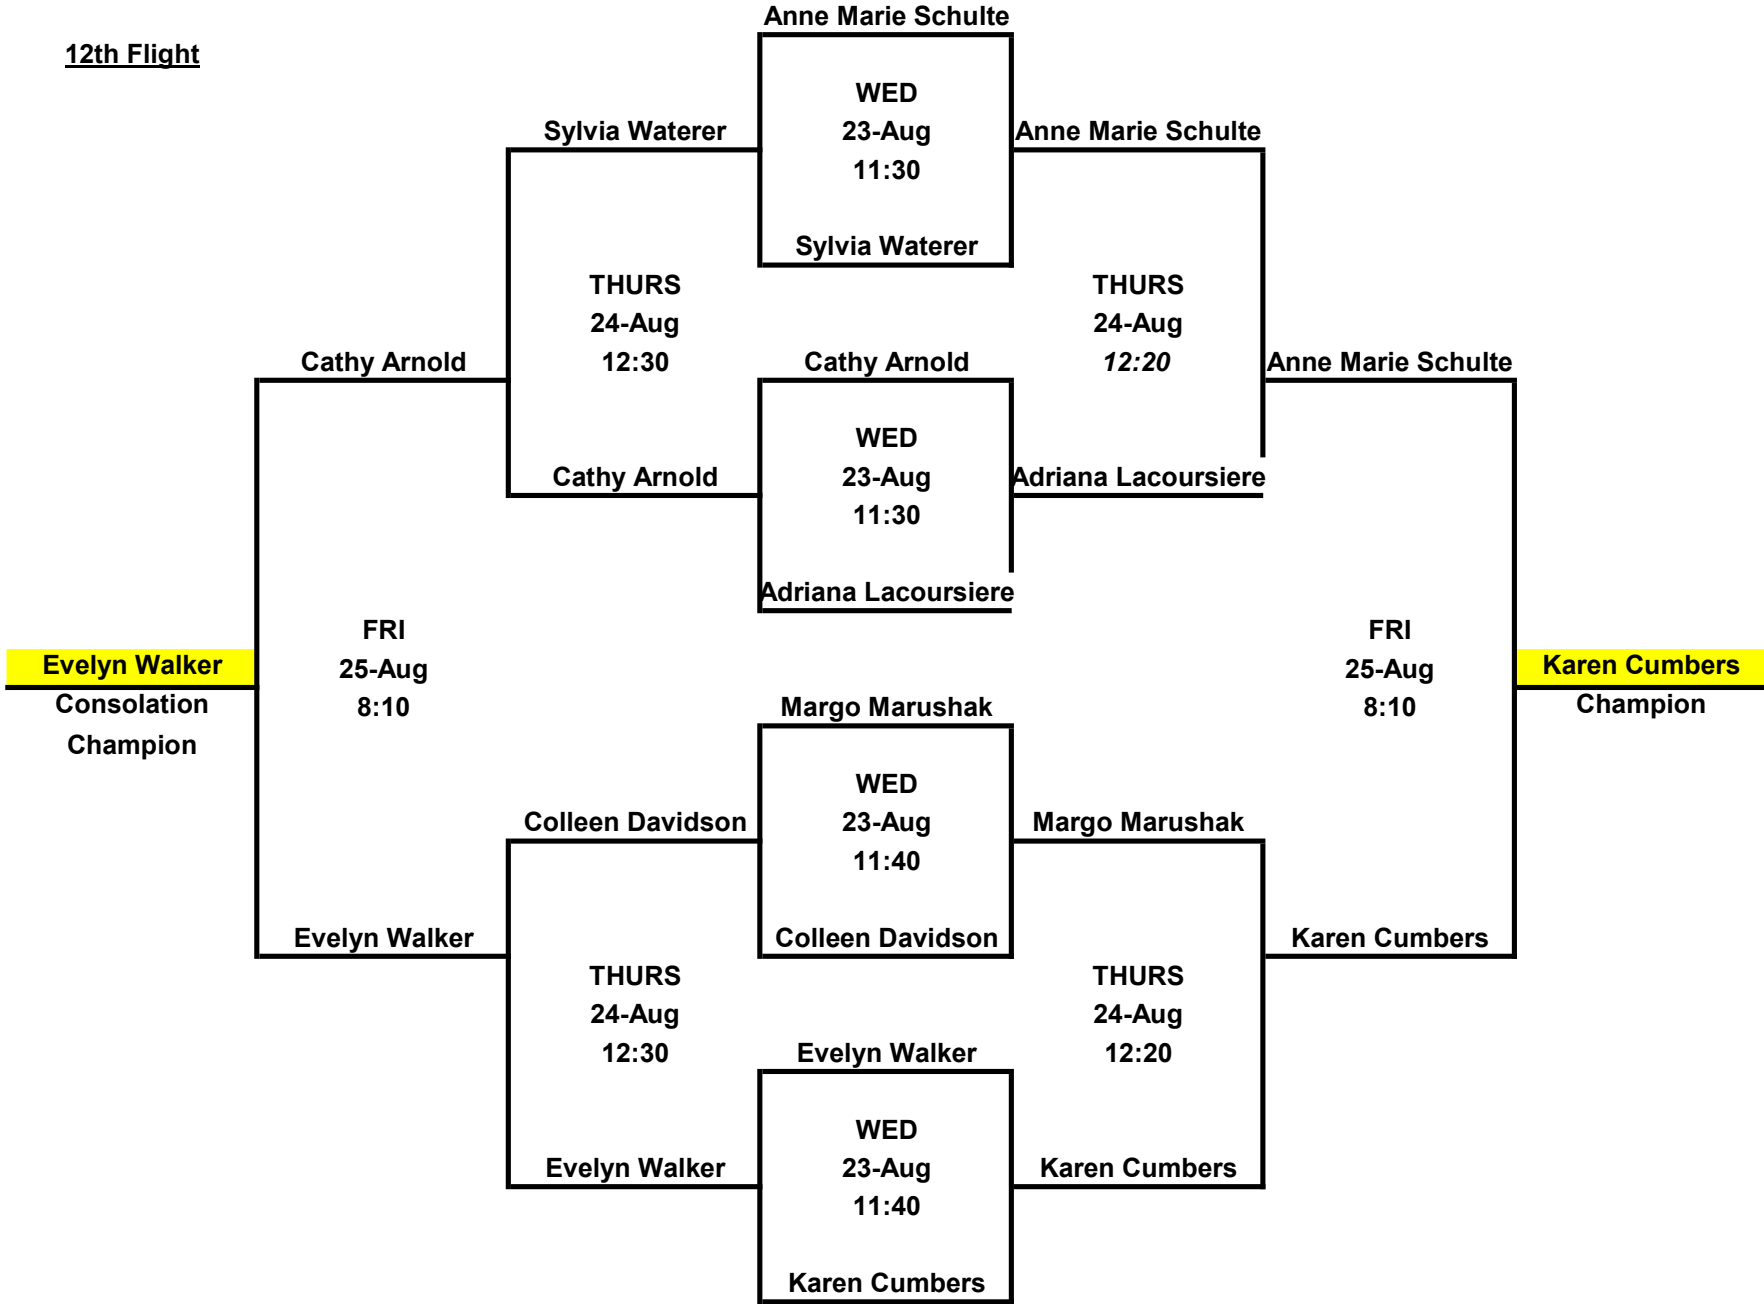 Anne Marie Schulte
12th Flight
WED
Sylvia Waterer 23-Aug Anne Marie Schulte
11:30
Sylvia Waterer
THURS THURS
24-Aug 24-Aug
Cathy Arnold 12:30 Cathy Arnold 12:20 Anne Marie Schulte
WED
Cathy Arnold 23-Aug Adriana Lacoursiere
11:30
Adriana Lacoursiere
FRI FRI
Evelyn Walker 25-Aug 25-Aug Karen Cumbers
Consolation 8:10 Margo Marushak 8:10 Champion
Champion
WED
Colleen Davidson 23-Aug Margo Marushak
11:40
Evelyn Walker Colleen Davidson Karen Cumbers
THURS THURS
24-Aug 24-Aug
12:30 Evelyn Walker 12:20
WED
Evelyn Walker 23-Aug Karen Cumbers
11:40
Karen Cumbers